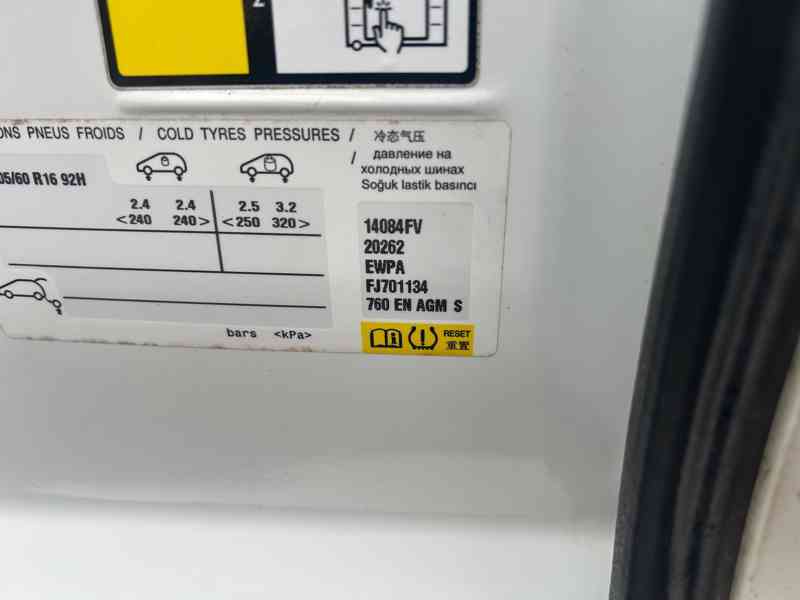 PNEUS FROIDS / COLD TYRES PRESSURES / 冷态气压
/ давление на
холодных шинах
Soğuk lastik basıncı
R16 92H
2.4 2.4 2.5 3.2
<240 240> <250 320>
14084FV
20262
EWPA
FJ701134
760 EN AGM S
bars <kPa>
RESET
重置